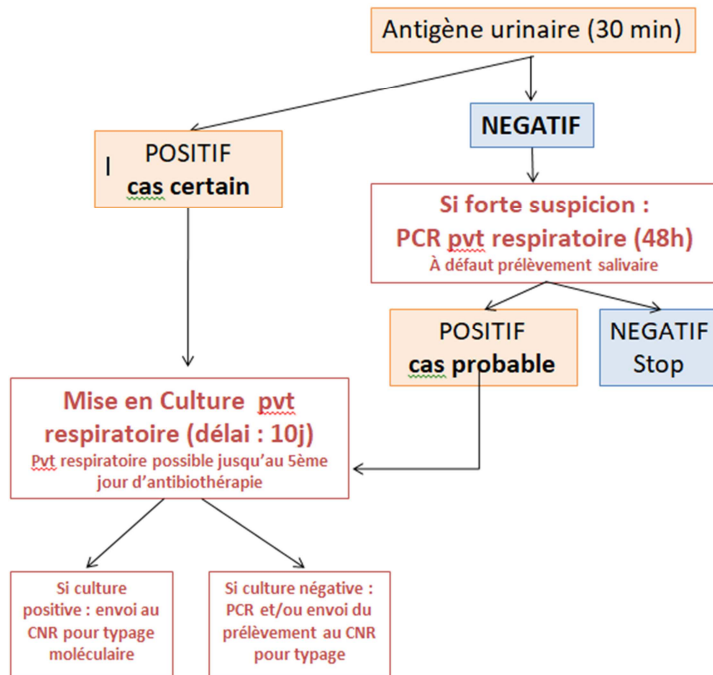 Antigène urinaire (30 min)
NEGATIF
I
POSITIF
cas certain
Si forte suspicion :
PCR pvt respiratoire (48h)
À défaut prélèvement salivaire
POSITIF
cas probable
NEGATIF
Stop
Mise en Culture pvt
respiratoire (délai : 10j)
Pvt respiratoire possible jusqu'au 5ème
jour d'antibiothérapie
Si culture
positive : envoi au
CNR pour typage
moléculaire
Si culture négative :
PCR et/ou envoi du
prélèvement au CNR
pour typage